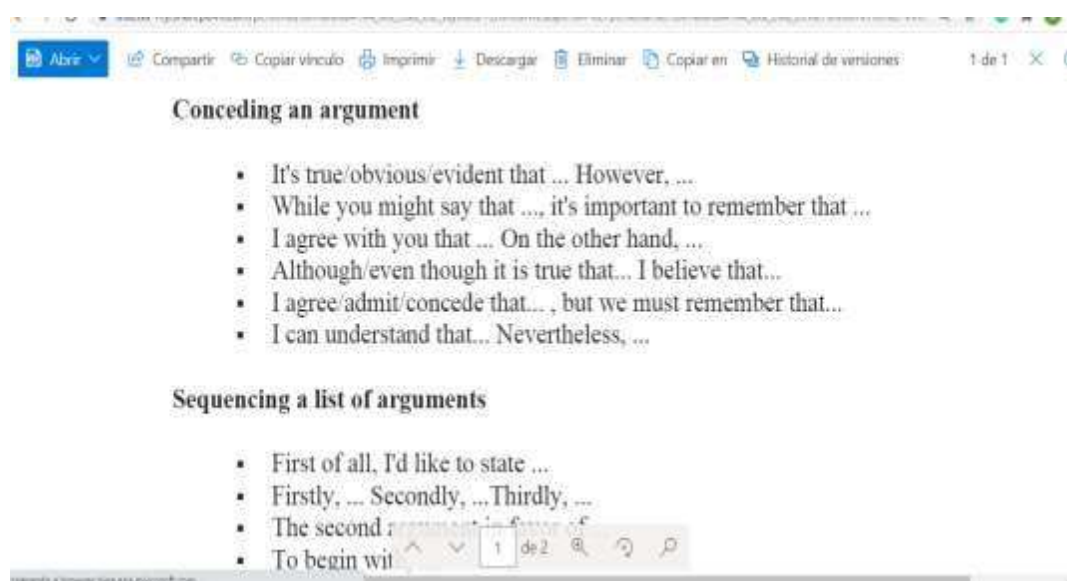 Abrir Compartir Copiar vínculo Imprimir Descargar Eliminar Copiar en Historial de versiones 1 de 1
Conceding an argument
It's true/obvious/evident that ... However, ...
While you might say that ..., it's important to remember that ...
I agree with you that ... On the other hand, ...
Although/even though it is true that... I believe that...
I agree/admit/concede that... , but we must remember that...
I can understand that... Nevertheless, ...
Sequencing a list of arguments
First of all, I'd like to state ...
Firstly, ... Secondly, ...Thirdly, ...
The second argument in favor of
To begin wit
1 de 2